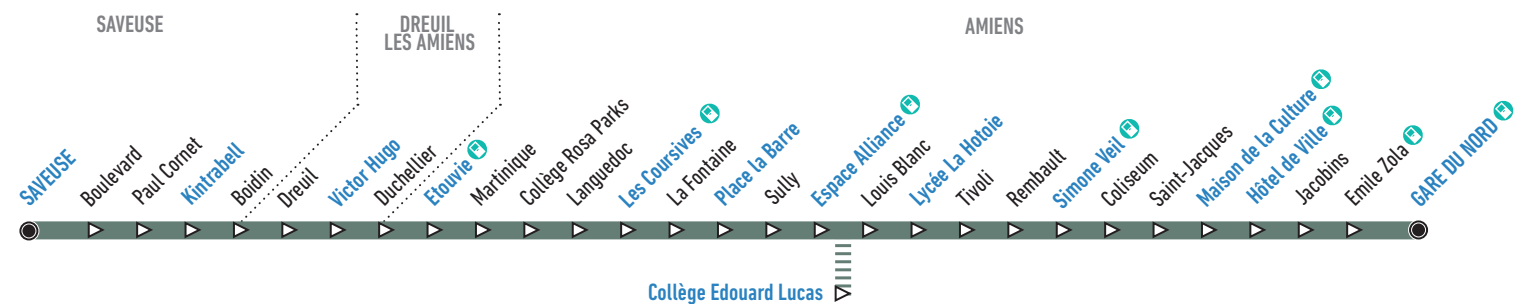 SAVEUSE
DREUIL
LES AMIENS
AMIENS
SAVEUSE
Boulevard
Paul Cornet
Kintrabell
Boidin
Dreuil
Victor Hugo
Duchellier
Etouvie
Martinique
Collège Rosa Parks
Languedoc
Les Coursives
La Fontaine
Place la Barre
Sully
Espace Alliance
Louis Blanc
Lycée La Hotoie
Tivoli
Rembault
Simone Veil
Coliseum
Saint-Jacques
Maison de la Culture
Hôtel de Ville
Jacobins
Emile Zola
GARE DU NORD
Collège Edouard Lucas